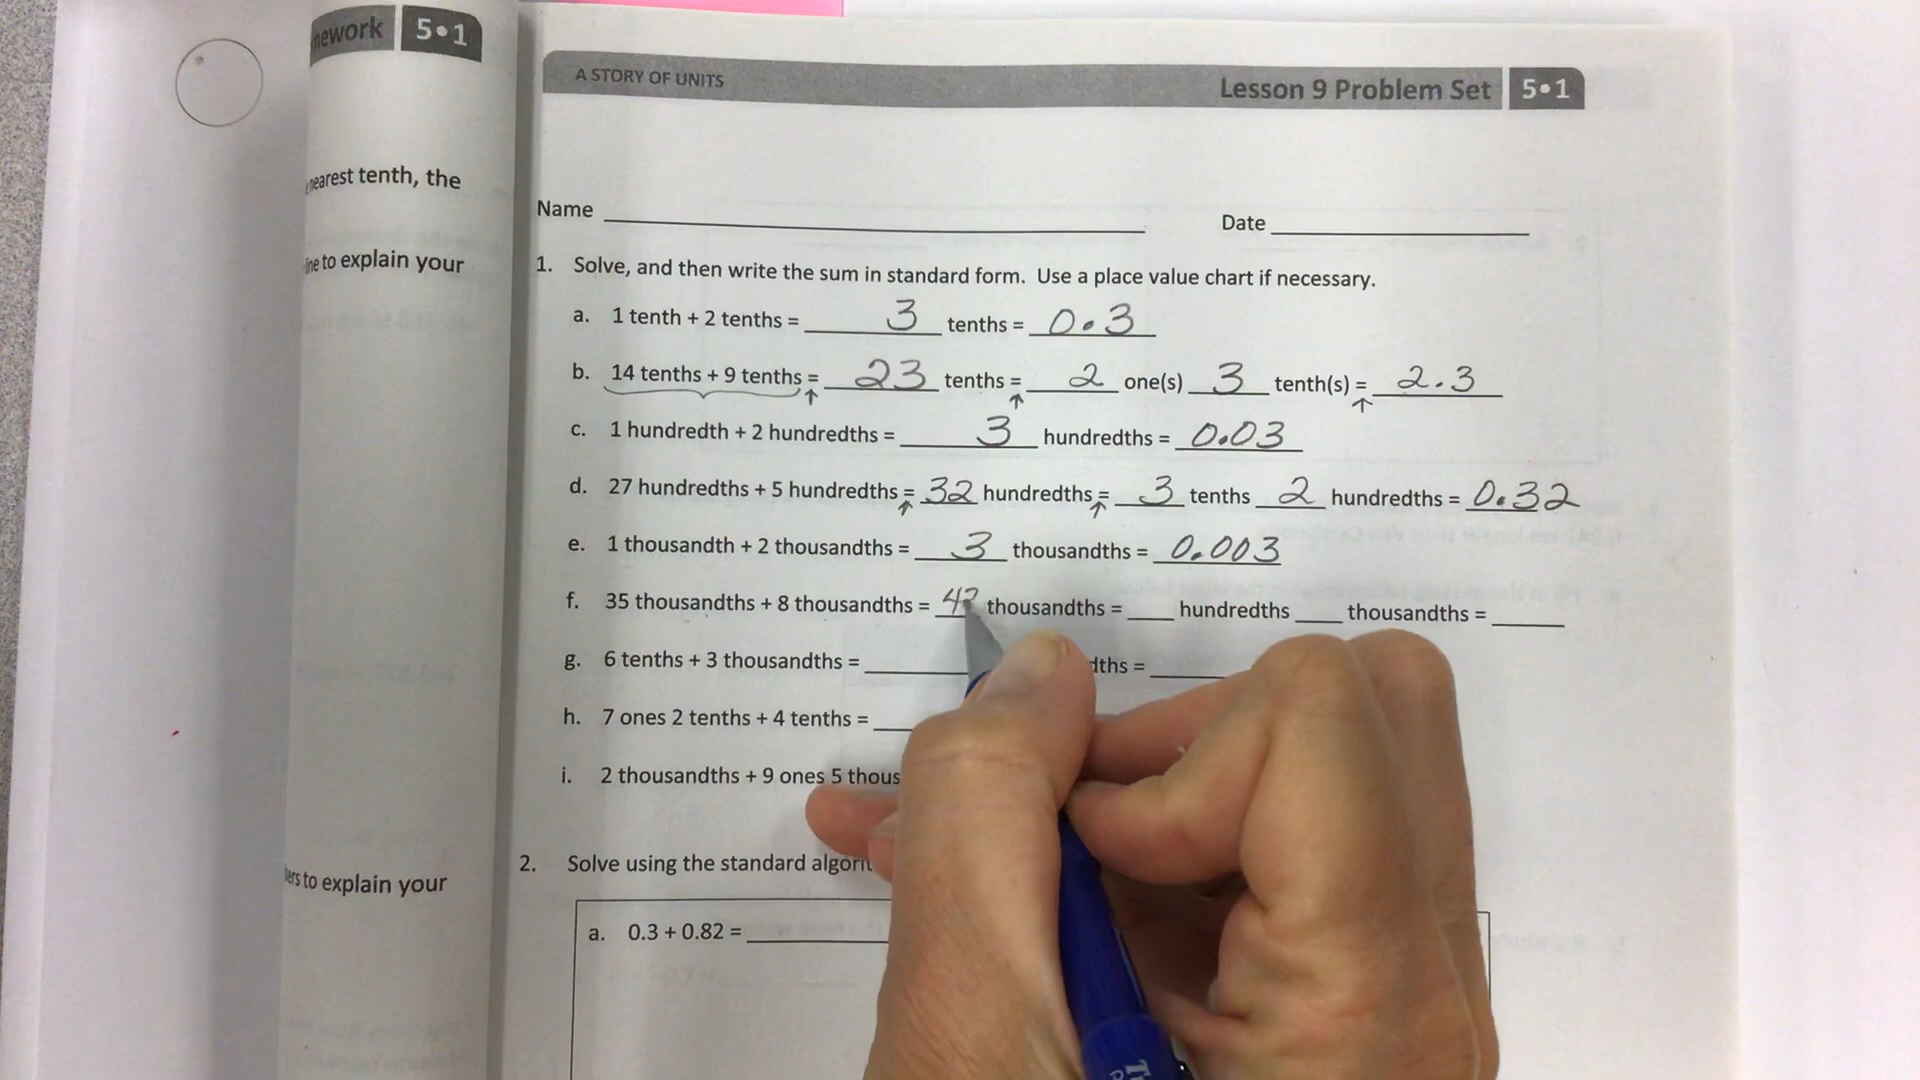 mework 5•1
A STORY OF UNITS Lesson 9 Problem Set 5•1
nearest tenth, the
Name Date
to explain your
1. Solve, and then write the sum in standard form. Use a place value chart if necessary.
a. 1 tenth + 2 tenths = 3 tenths = 0.3
b. 14 tenths + 9 tenths = 23 tenths = 2 one(s) 3 tenth(s) = 2.3
c. 1 hundredth + 2 hundredths = 3 hundredths = 0.03
d. 27 hundredths + 5 hundredths = 32 hundredths = 3 tenths 2 hundredths = 0.32
e. 1 thousandth + 2 thousandths = 3 thousandths = 0.003
f. 35 thousandths + 8 thousandths = 43 thousandths = hundredths thousandths =
g. 6 tenths + 3 thousandths = dths =
h. 7 ones 2 tenths + 4 tenths =
i. 2 thousandths + 9 ones 5 thous
2. Solve using the standard algorit
to explain your
a. 0.3 + 0.82 =